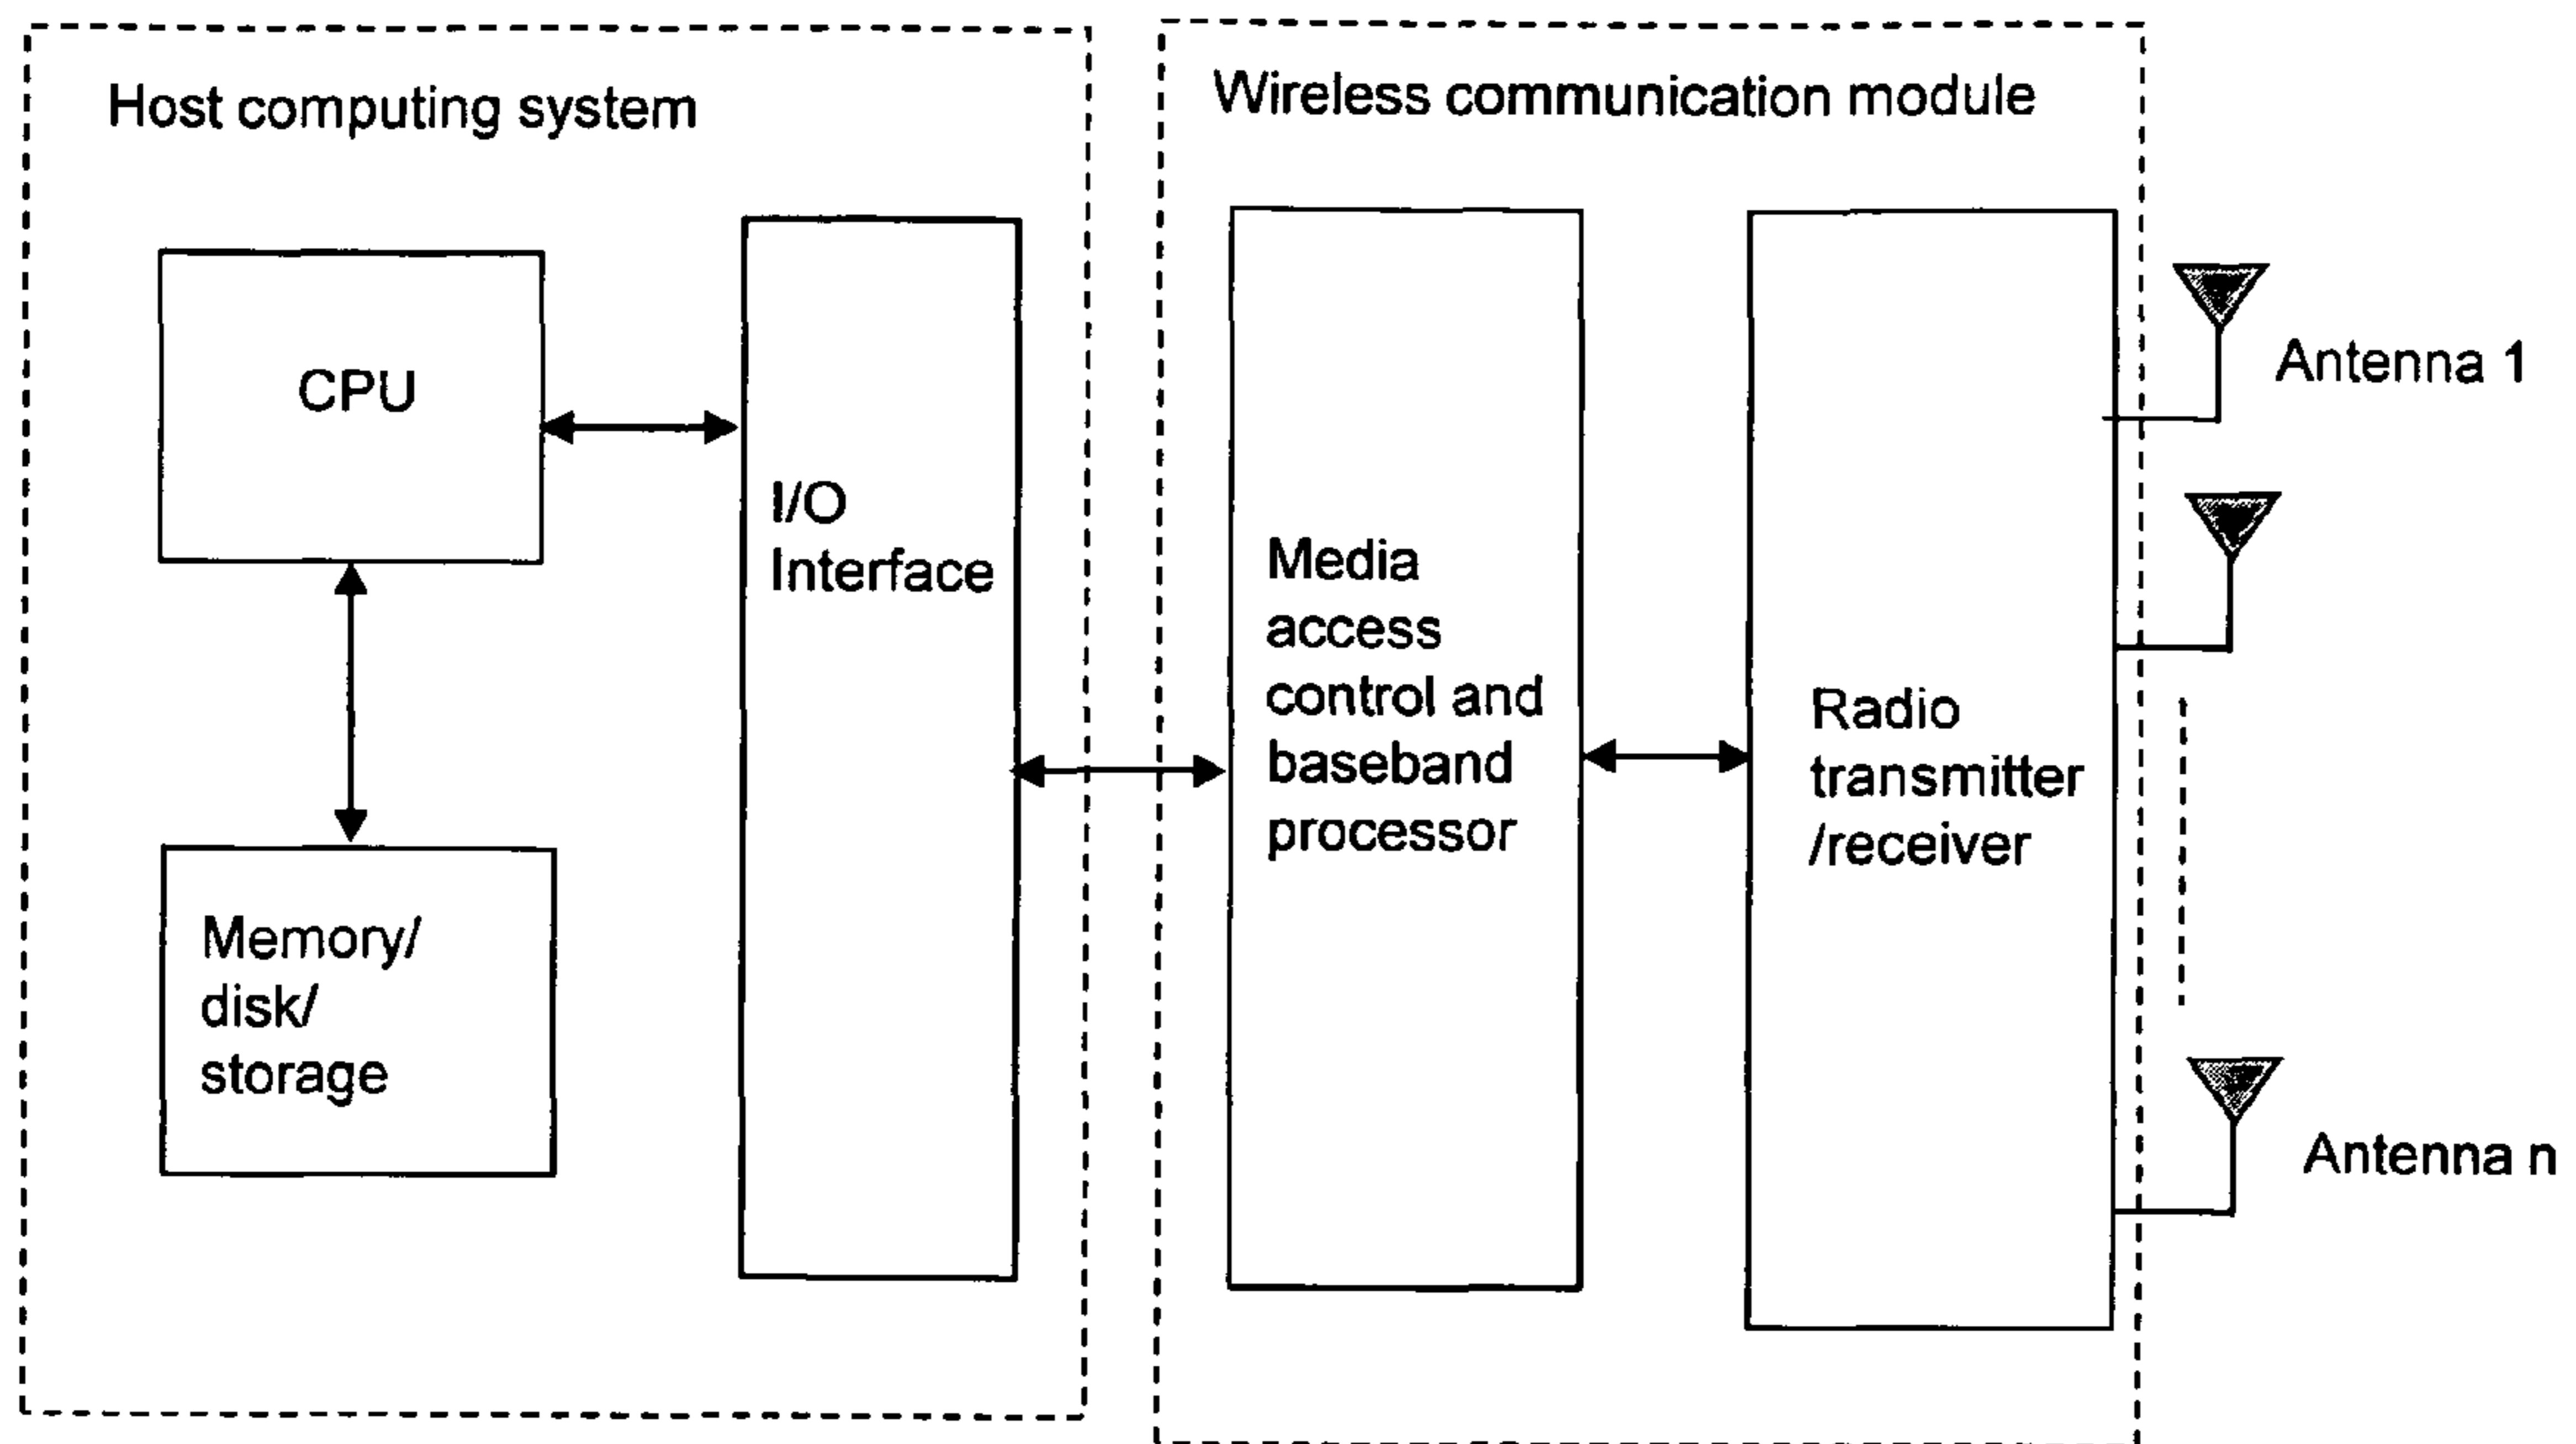 Host computing system
Wireless communication module
CPU
I/O
Interface
Memory/
disk/
storage
Media
access
control and
baseband
processor
Radio
transmitter
/receiver
Antenna 1
Antenna n